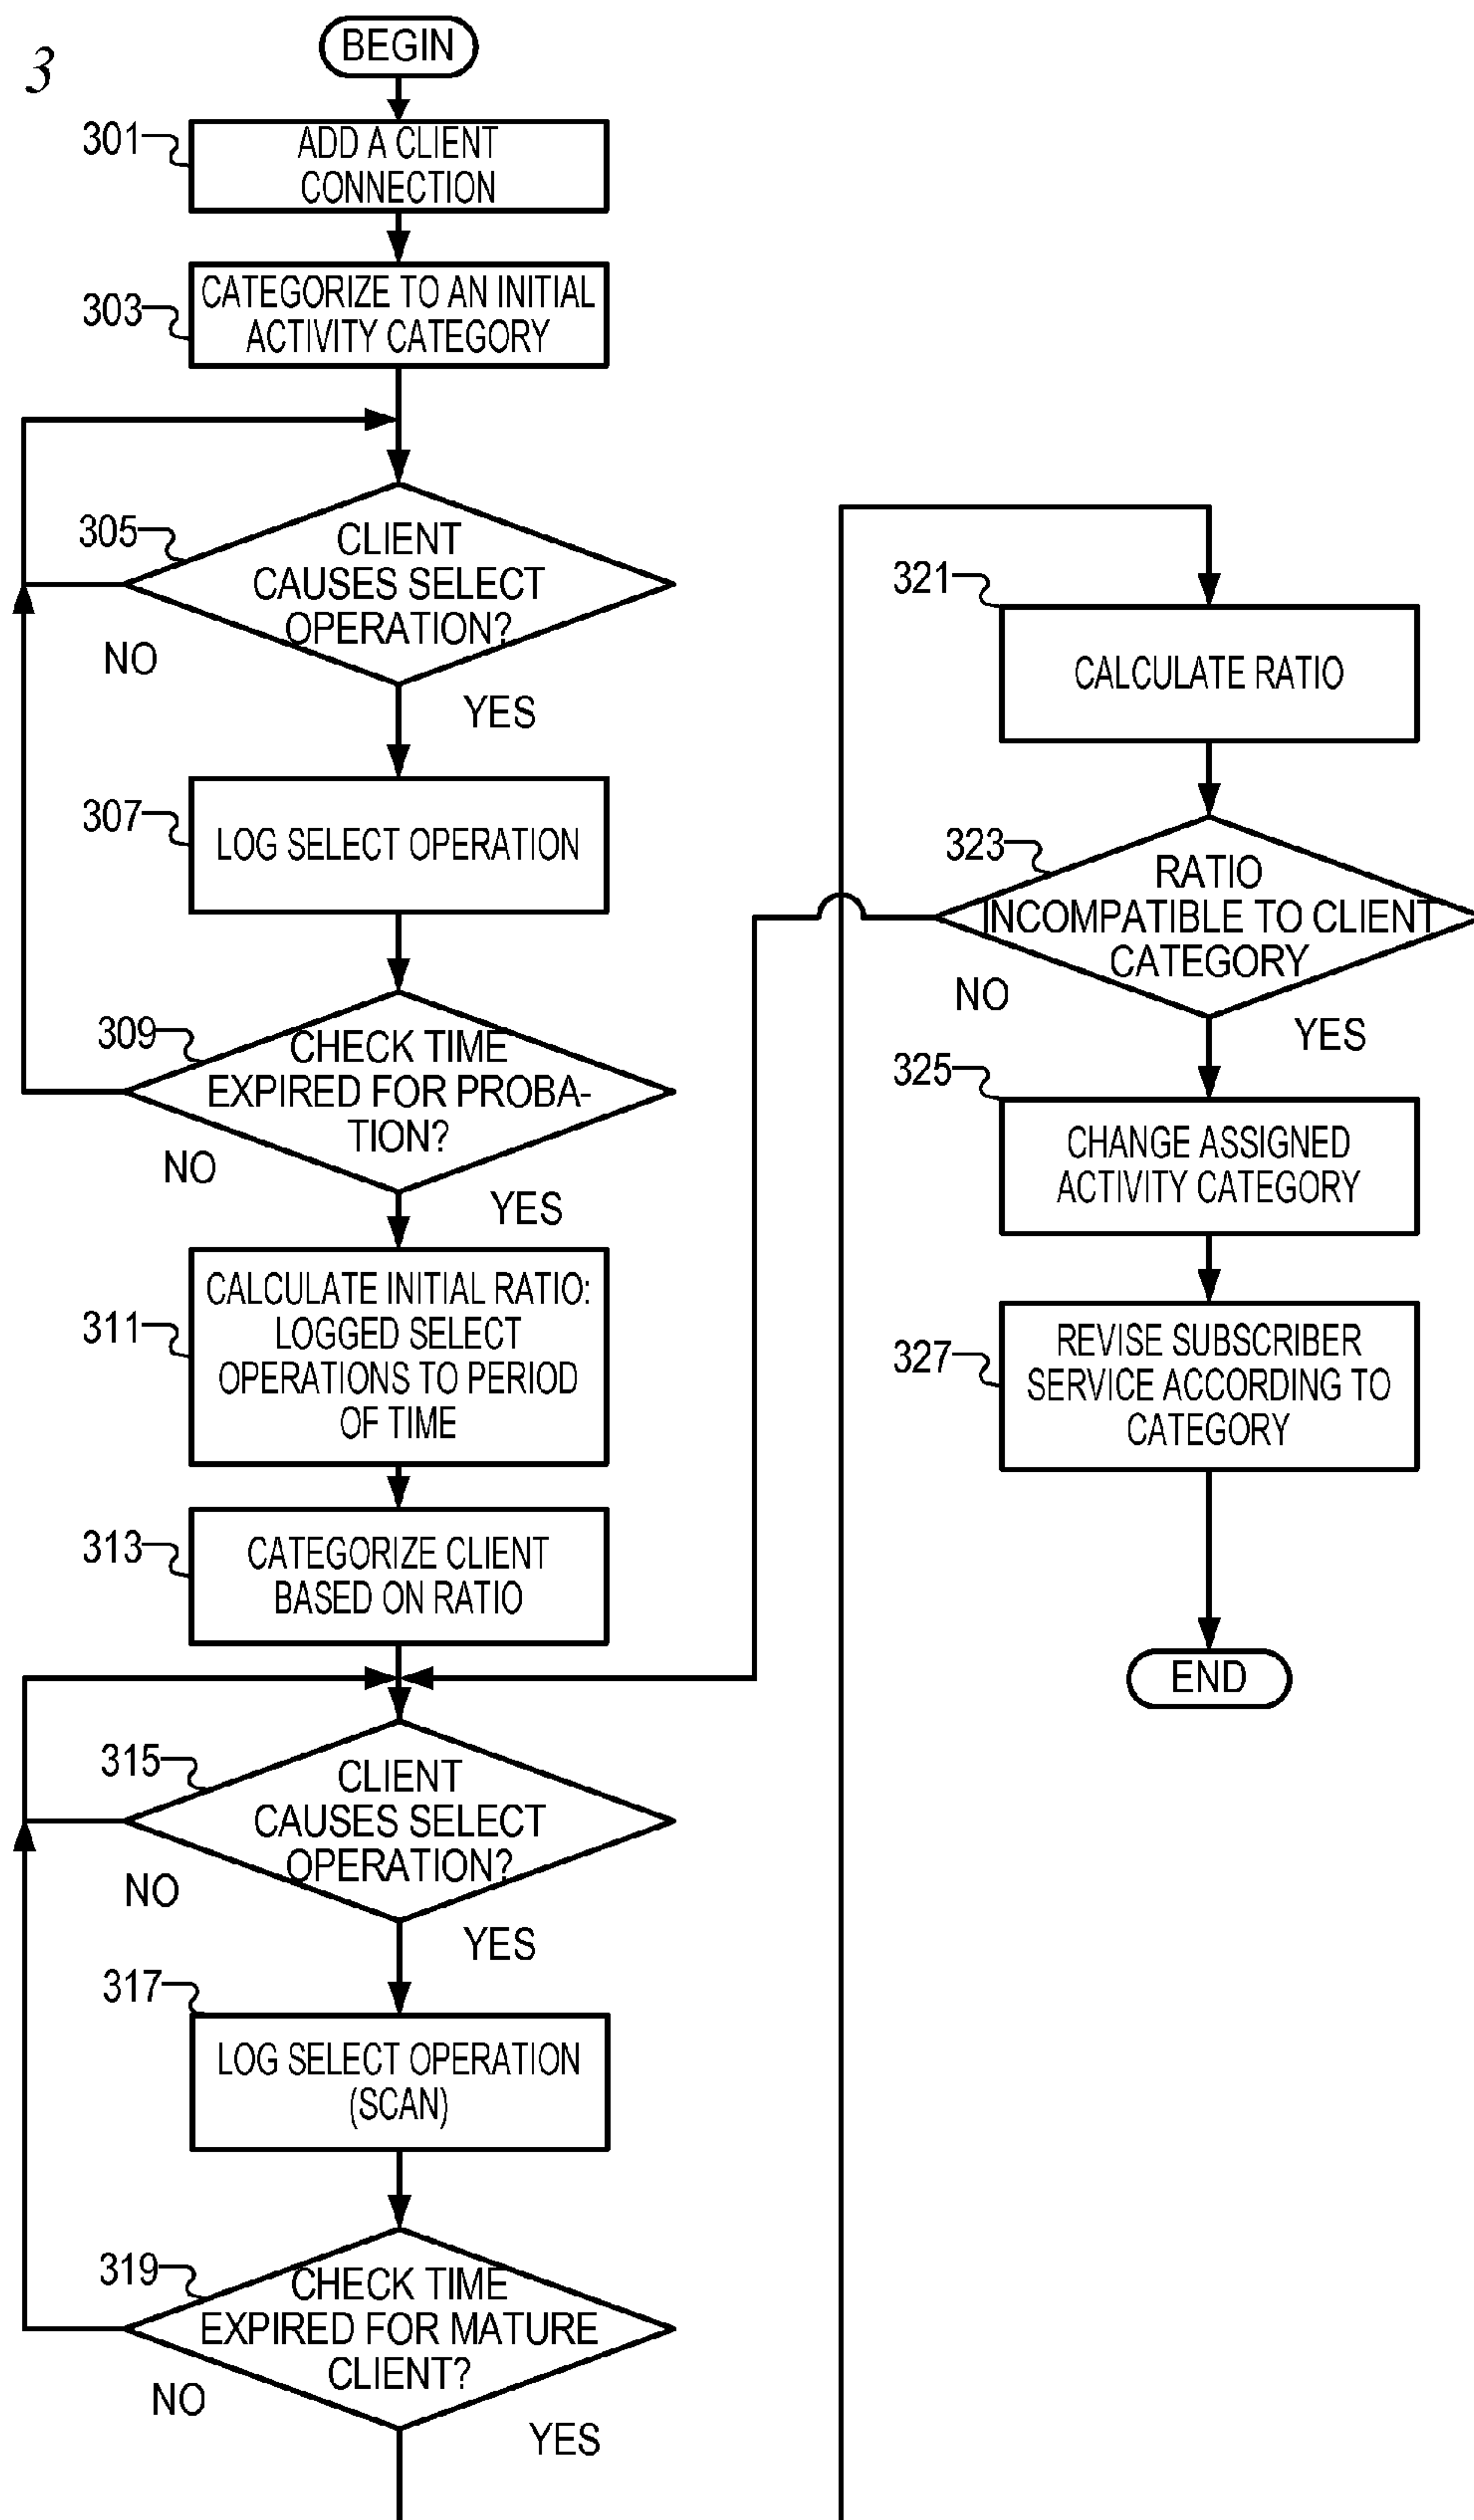 3
BEGIN
301
ADD A CLIENT
CONNECTION
303
CATEGORIZE TO AN INITIAL
ACTIVITY CATEGORY
305
CLIENT
CAUSES SELECT
OPERATION?
NO
YES
307
LOG SELECT OPERATION
309
CHECK TIME
EXPIRED FOR PROBA-
TION?
NO
YES
311
CALCULATE INITIAL RATIO:
LOGGED SELECT
OPERATIONS TO PERIOD
OF TIME
313
CATEGORIZE CLIENT
BASED ON RATIO
315
CLIENT
CAUSES SELECT
OPERATION?
NO
YES
317
LOG SELECT OPERATION
(SCAN)
319
CHECK TIME
EXPIRED FOR MATURE
CLIENT?
NO
YES
321
CALCULATE RATIO
323
RATIO
INCOMPATIBLE TO CLIENT
CATEGORY
NO
YES
325
CHANGE ASSIGNED
ACTIVITY CATEGORY
327
REVISE SUBSCRIBER
SERVICE ACCORDING TO
CATEGORY
END